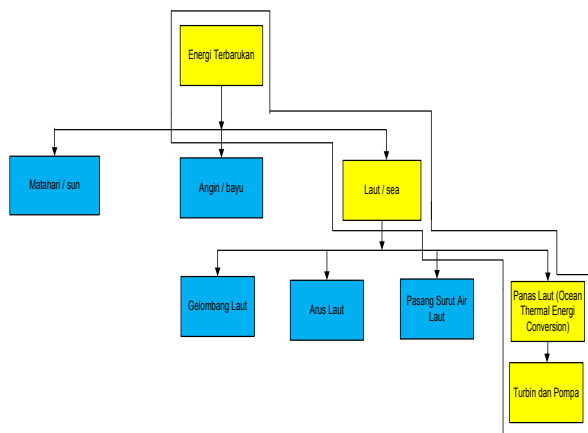 Energi Terbarukan
Matahari / sun
Angin / bayu
Laut / sea
Gelombang Laut
Arus Laut
Pasang Surut Air
Laut
Panas Laut (Ocean
Thermal Energi
Conversion)
Turbin dan Pompa